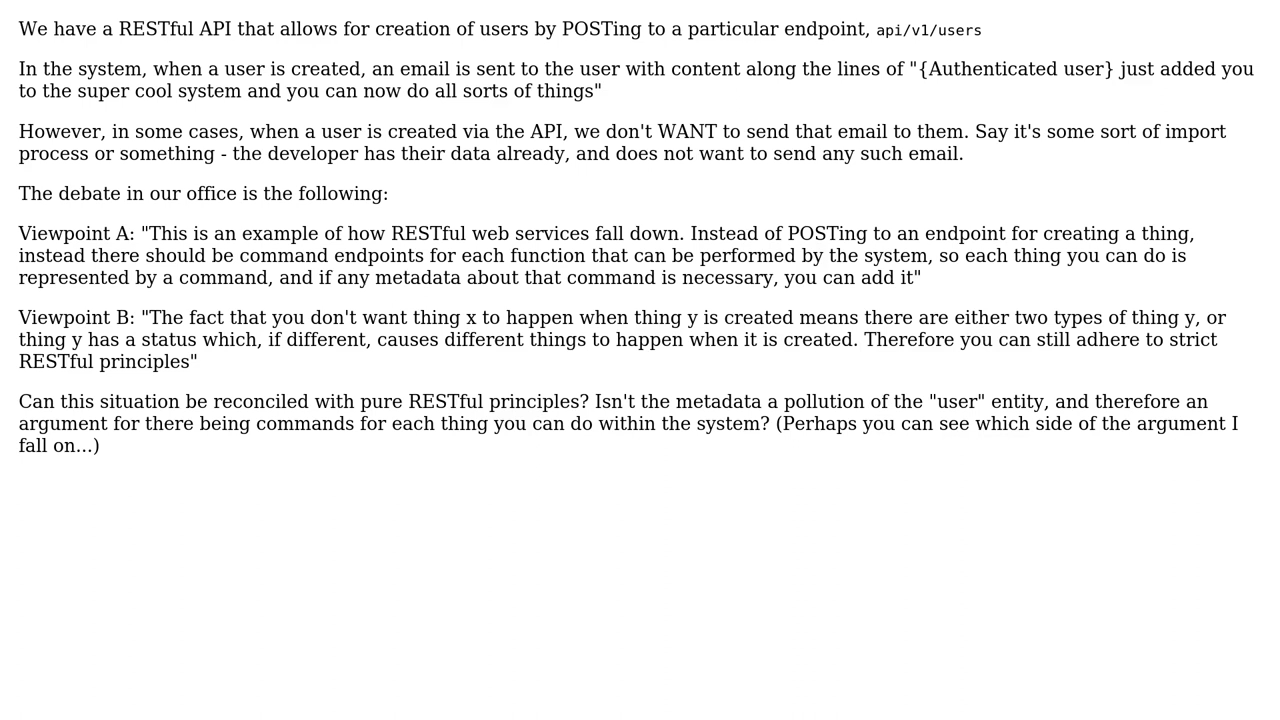 We have a RESTful API that allows for creation of users by POSTing to a particular endpoint, api/v1/users
In the system, when a user is created, an email is sent to the user with content along the lines of "{Authenticated user} just added you
to the super cool system and you can now do all sorts of things"
However, in some cases, when a user is created via the API, we don't WANT to send that email to them. Say it's some sort of import
process or something - the developer has their data already, and does not want to send any such email.
The debate in our office is the following:
Viewpoint A: "This is an example of how RESTful web services fall down. Instead of POSTing to an endpoint for creating a thing,
instead there should be command endpoints for each function that can be performed by the system, so each thing you can do is
represented by a command, and if any metadata about that command is necessary, you can add it"
Viewpoint B: "The fact that you don't want thing x to happen when thing y is created means there are either two types of thing y, or
thing y has a status which, if different, causes different things to happen when it is created. Therefore you can still adhere to strict
RESTful principles"
Can this situation be reconciled with pure RESTful principles? Isn't the metadata a pollution of the "user" entity, and therefore an
argument for there being commands for each thing you can do within the system? (Perhaps you can see which side of the argument I
fall on...)